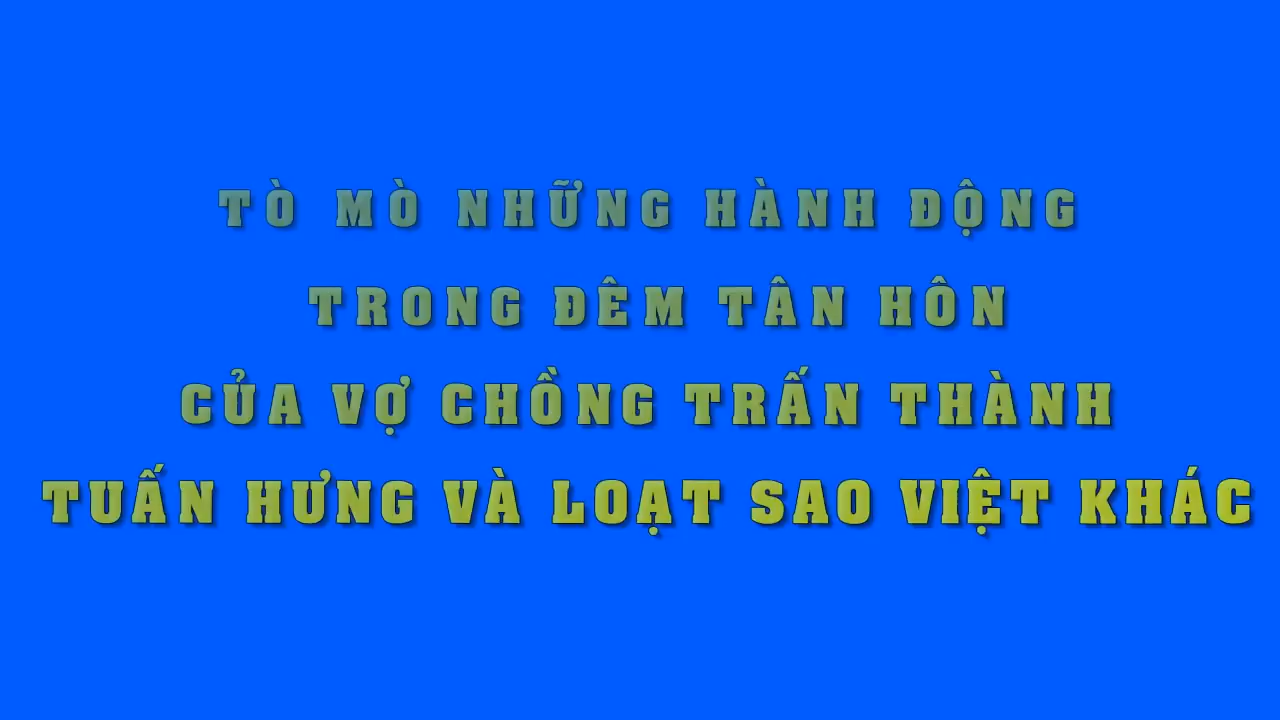 TÒ MÒ NHỮNG HÀNH ĐỘNG
TRONG ĐÊM TÂN HÔN
CỦA VỢ CHỒNG TRẤN THÀNH
TUẤN HƯNG VÀ LOẠT SAO VIỆT KHÁC